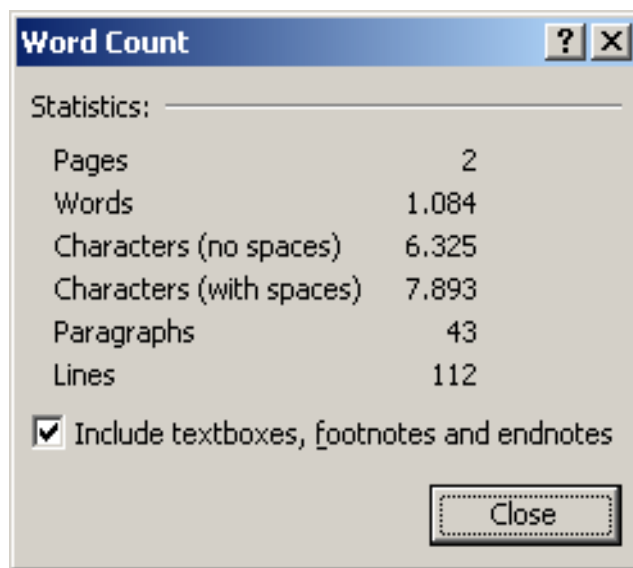 Word Count
Statistics:
Pages 2
Words 1.084
Characters (no spaces) 6.325
Characters (with spaces) 7.893
Paragraphs 43
Lines 112
Include textboxes, footnotes and endnotes
Close